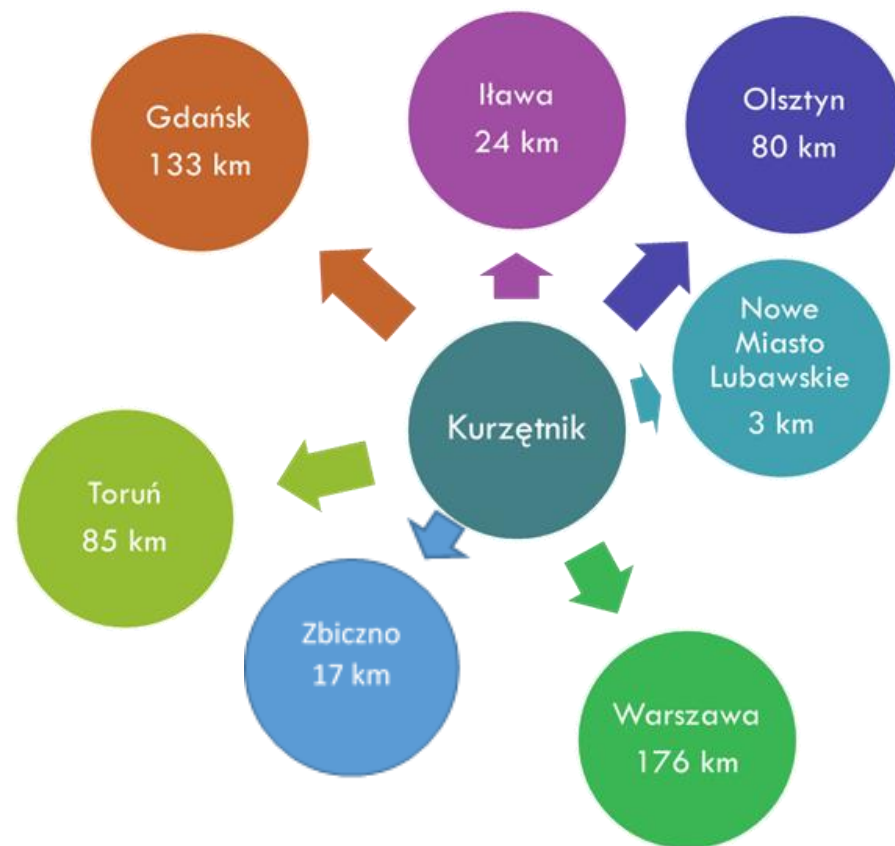 Gdańsk
133 km
Iława
24 km
Olsztyn
80 km
Nowe
Miasto
Lubawskie
3 km
Kurzętnik
Toruń
85 km
Zbiczno
17 km
Warszawa
176 km